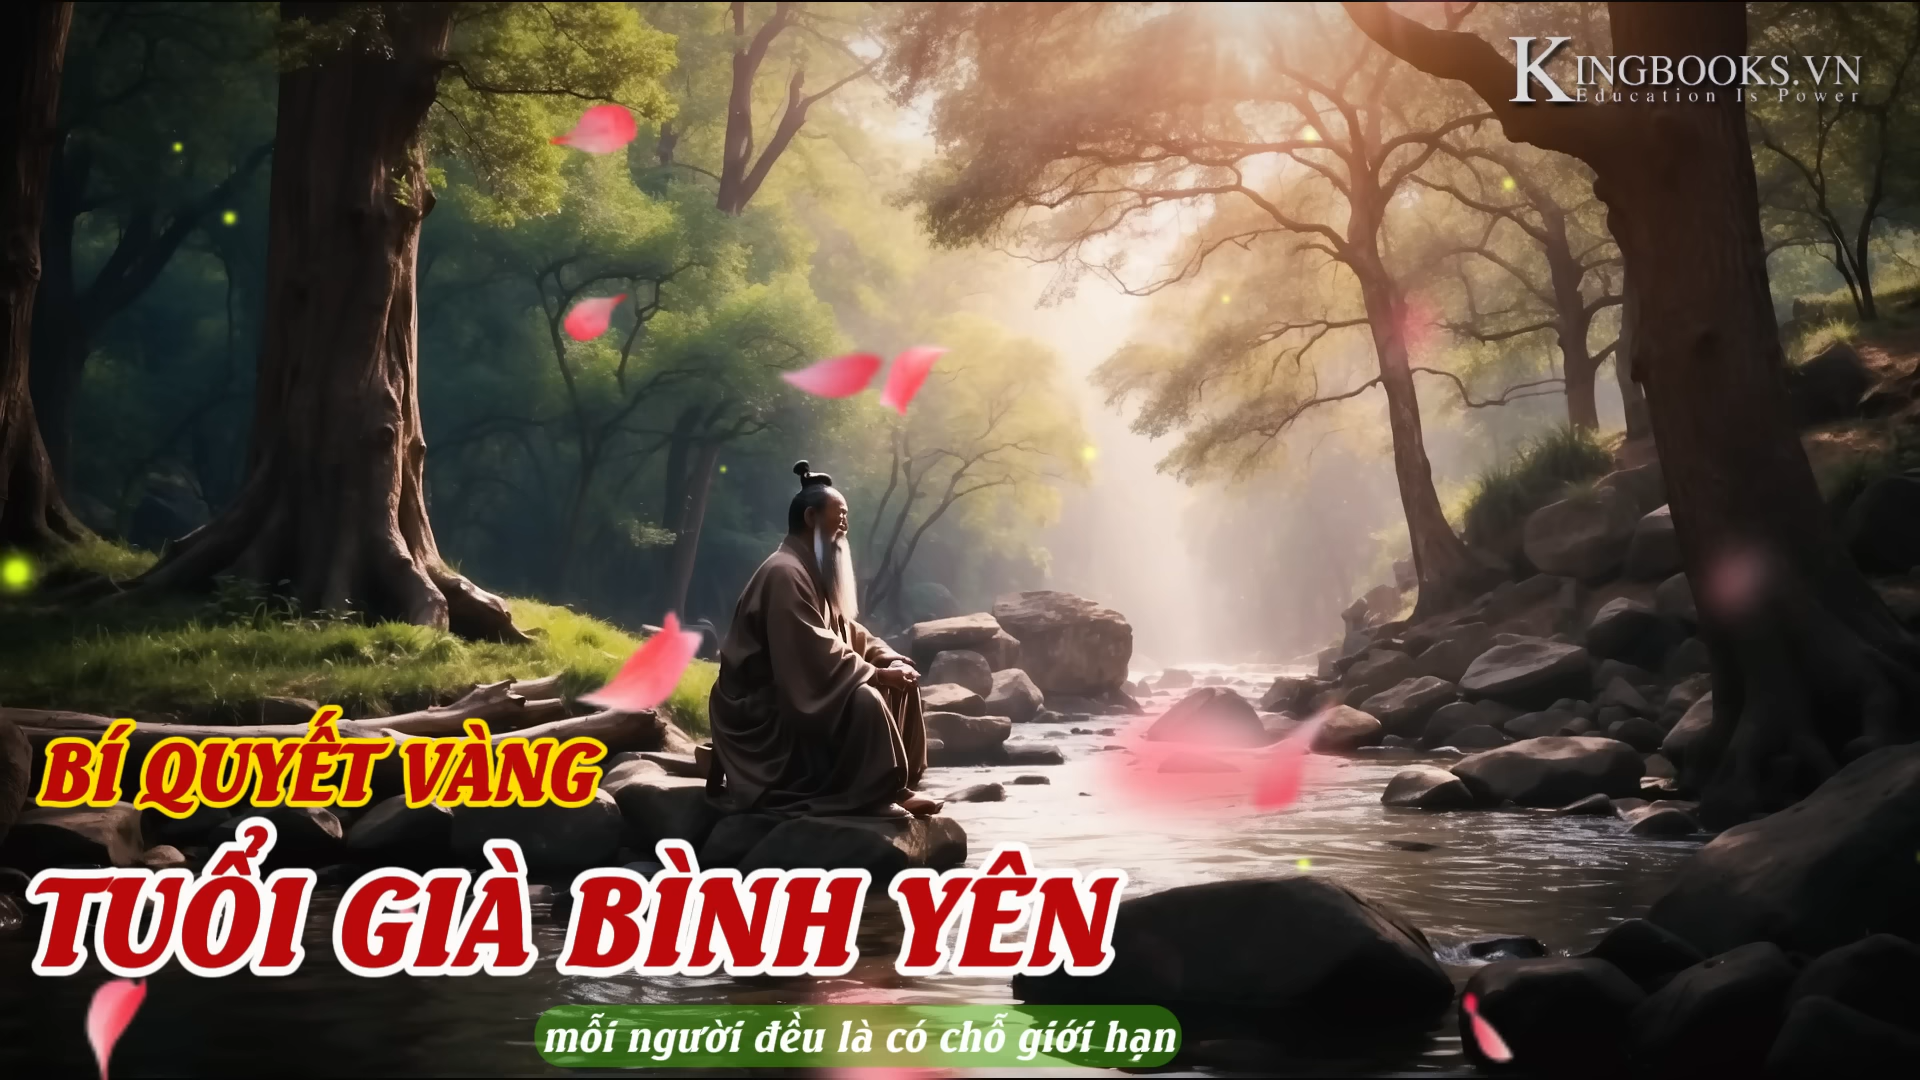 KINGBOOKS.VN
Education Is Power
BÍ QUYẾT VÀNG
TUỔI GIÀ BÌNH YÊN
mỗi người đều là có chỗ giới hạn